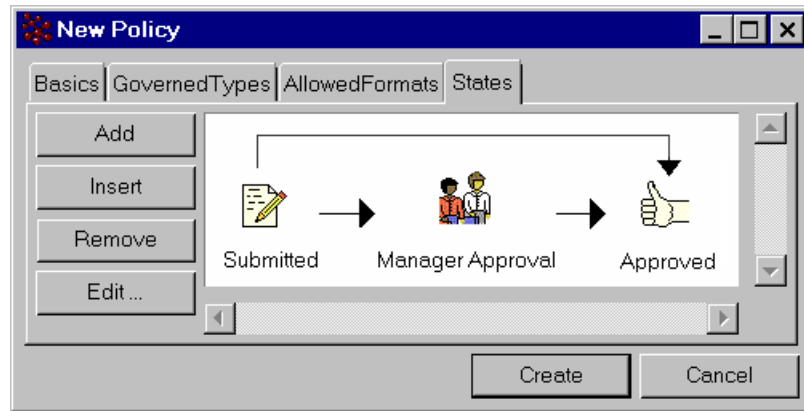 New Policy
Basics GovernedTypes AllowedFormats States
Add
Insert
Remove
Edit ...
Submitted Manager Approval Approved
Create Cancel